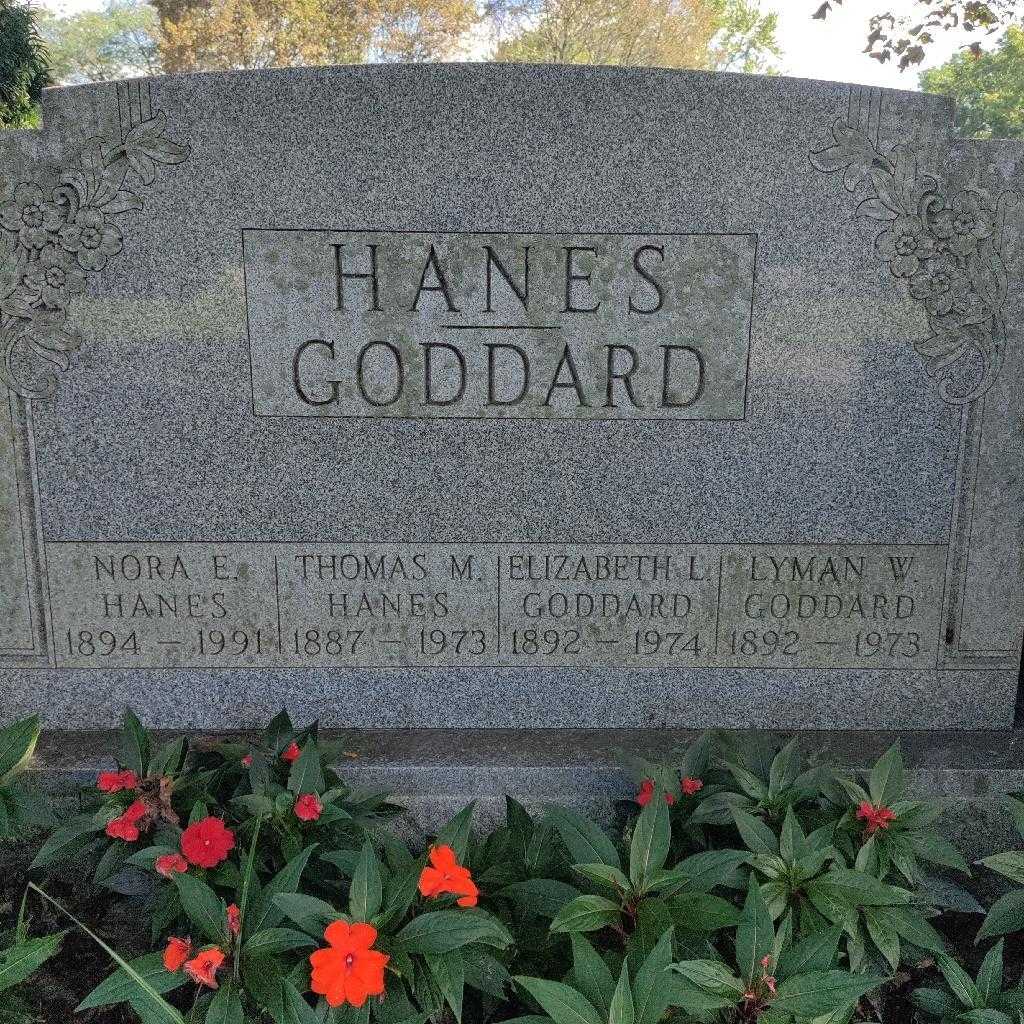 HANES
GODDARD
NORA E.
HANES
1894 – 1991
THOMAS M.
HANES
1887 – 1973
ELIZABETH L.
GODDARD
1892 – 1974
LYMAN W.
GODDARD
1892 – 1973